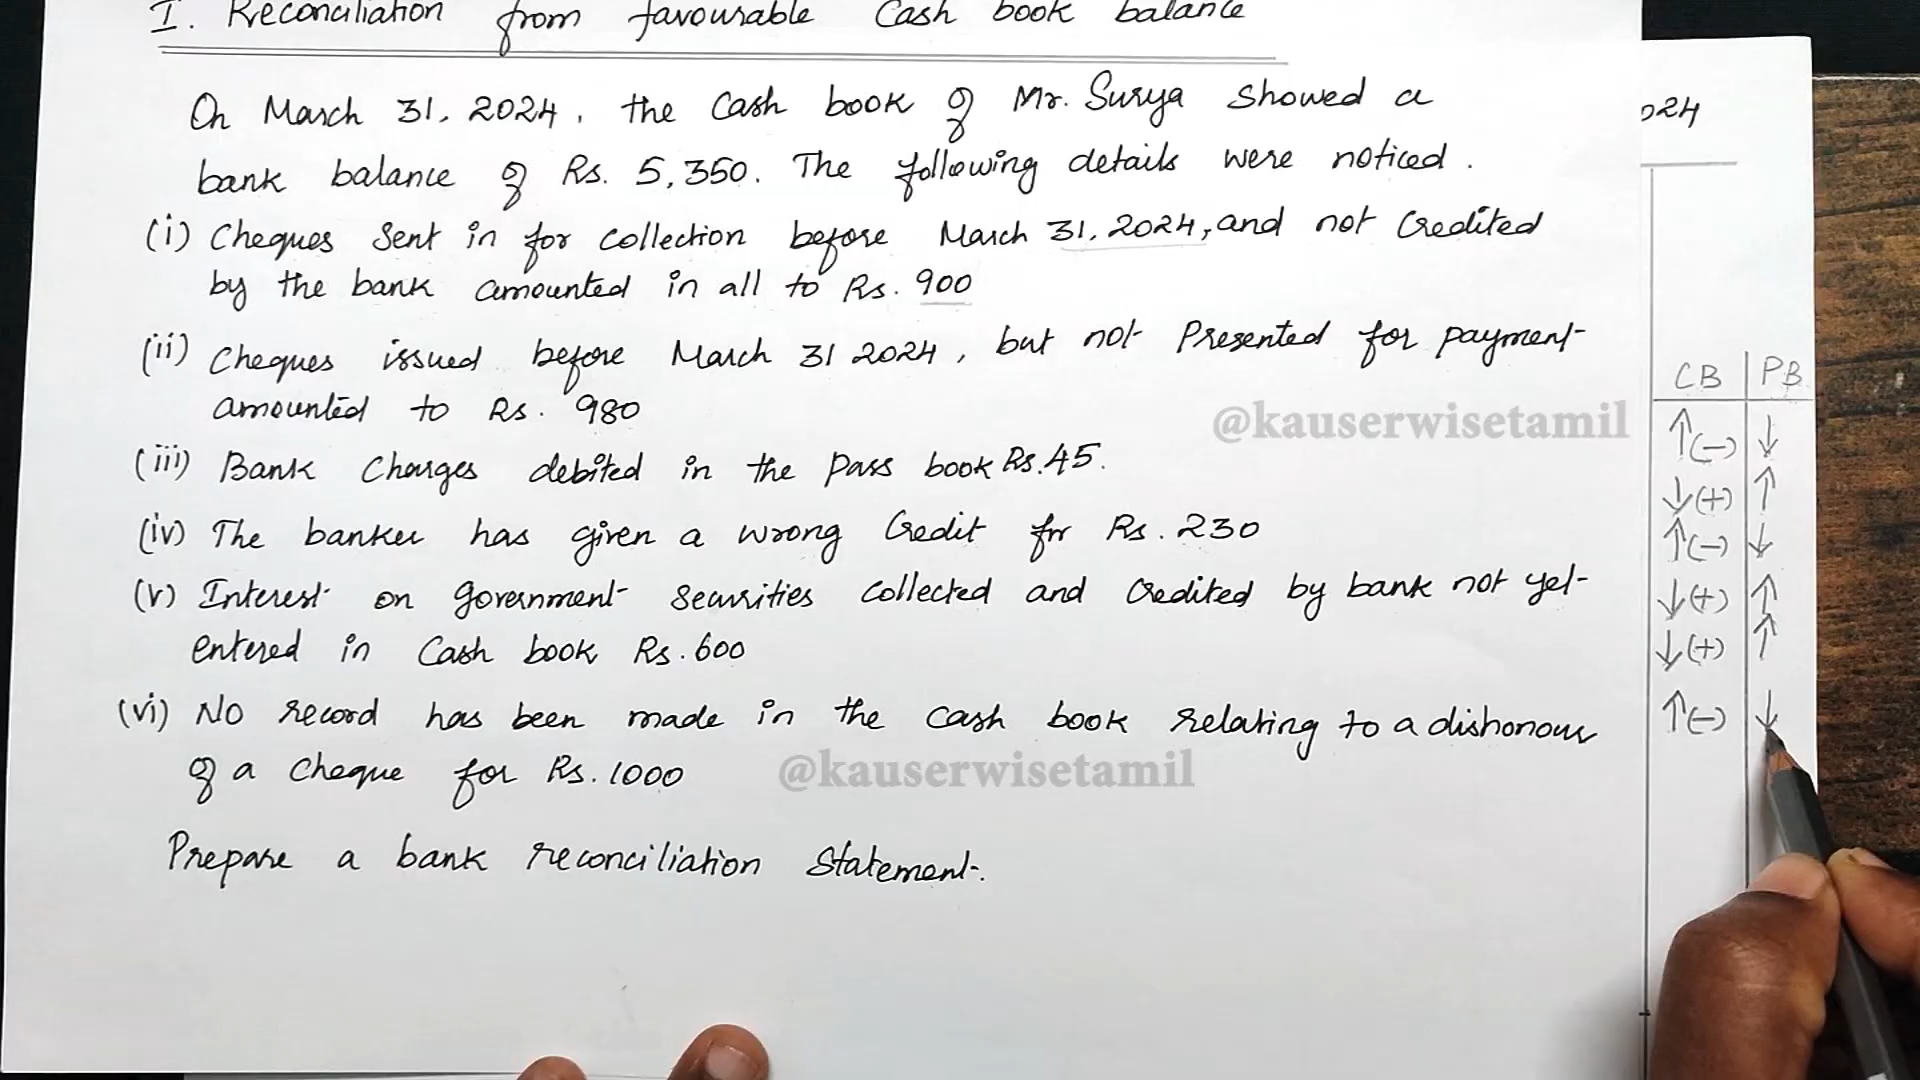 I. Reconciliation from favourable Cash book balance
On March 31, 2024, the Cash book of Mr. Surya showed a
bank balance of Rs. 5,350. The following details were noticed.
(i) Cheques sent in for collection before March 31, 2024, and not credited
by the bank amounted in all to Rs. 900
(ii) Cheques issued before March 31 2024, but not presented for payment
amounted to Rs. 980
(iii) Bank Charges debited in the pass book Rs.45.
(iv) The banker has given a wrong Credit for Rs. 230
(v) Interest on government securities collected and credited by bank not yet
entered in Cash book Rs. 600
(vi) No record has been made in the cash book relating to a dishonour
of a cheque for Rs. 1000
Prepare a bank reconciliation statement.
024
CB PB
↑(-) ↓
↓(+) ↑
↑(-) ↓
↓(+) ↑
↓(+) ↑
↑(-) ↓
@kauserwisetamil
@kauserwisetamil